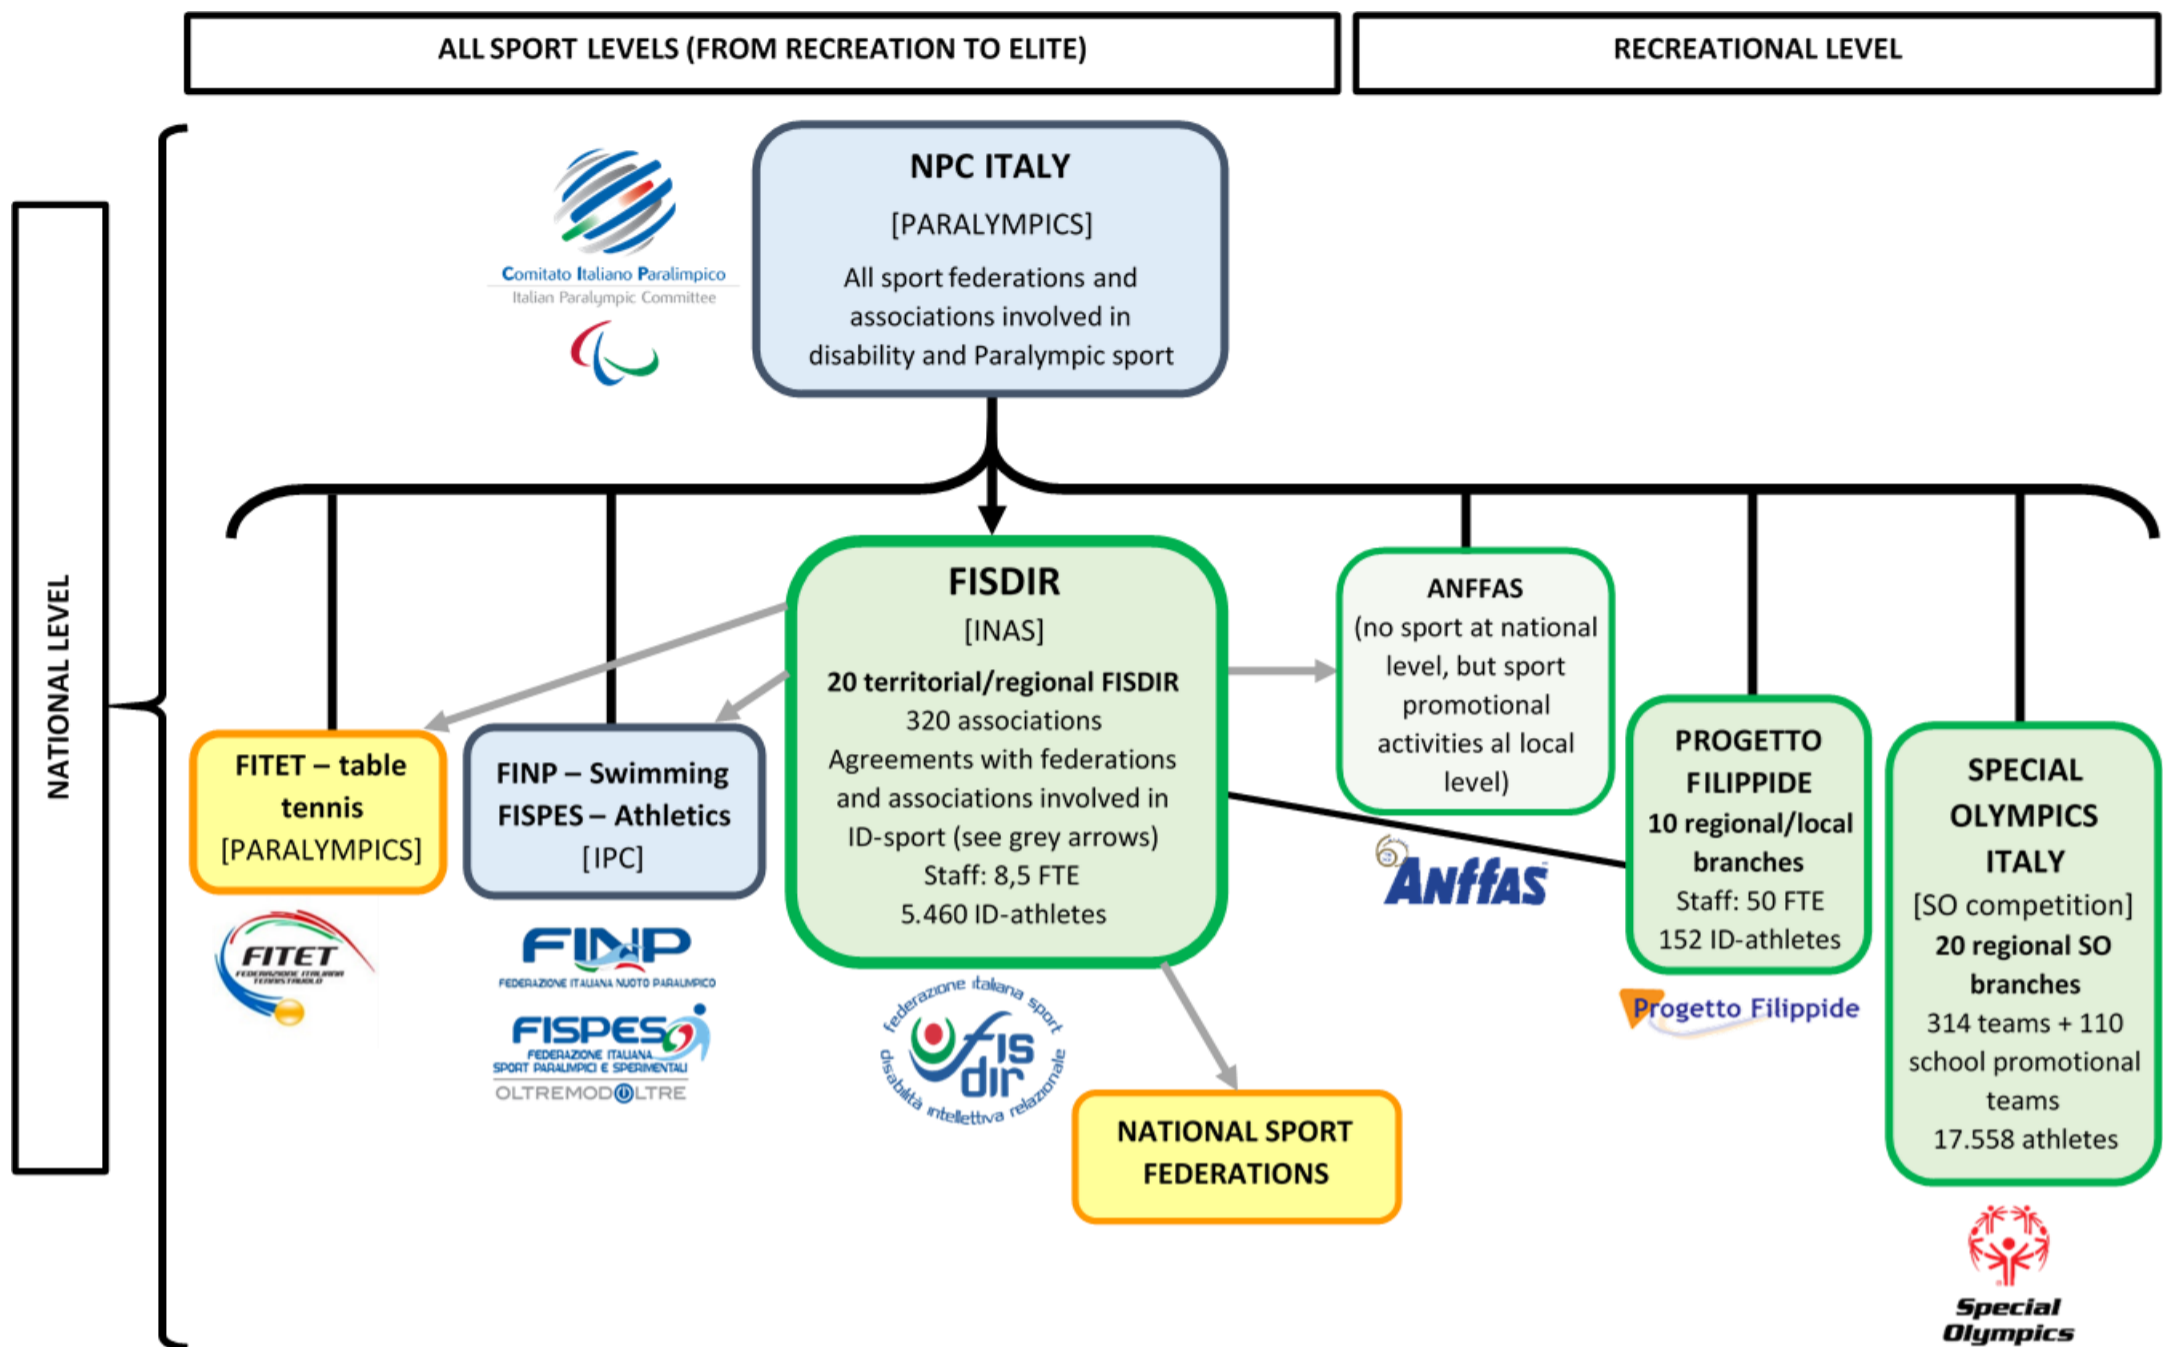 ALL SPORT LEVELS (FROM RECREATION TO ELITE)
RECREATIONAL LEVEL
NATIONAL LEVEL
NPC ITALY
[PARALYMPICS]
All sport federations and
associations involved in
disability and Paralympic sport
Comitato Italiano Paralimpico
Italian Paralympic Committee
FITET – table
tennis
[PARALYMPICS]
FITET
FEDERAZIONE ITALIANA
TENNISTAVOLO
FINP – Swimming
FISPES – Athletics
[IPC]
FINP
FEDERAZIONE ITALIANA NUOTO PARALIMPICO
FISPES
FEDERAZIONE ITALIANA
SPORT PARALIMPICI E SPERIMENTALI
OLTREMODOLTRE
FISDIR
[INAS]
20 territorial/regional FISDIR
320 associations
Agreements with federations
and associations involved in
ID-sport (see grey arrows)
Staff: 8,5 FTE
5.460 ID-athletes
federazione italiana sport
disabilità intellettiva relazionale
fis
dir
NATIONAL SPORT
FEDERATIONS
ANFFAS
(no sport at national
level, but sport
promotional
activities al local
level)
ANffAS
PROGETTO
FILIPPIDE
10 regional/local
branches
Staff: 50 FTE
152 ID-athletes
Progetto Filippide
SPECIAL
OLYMPICS
ITALY
[SO competition]
20 regional SO
branches
314 teams + 110
school promotional
teams
17.558 athletes
Special
Olympics